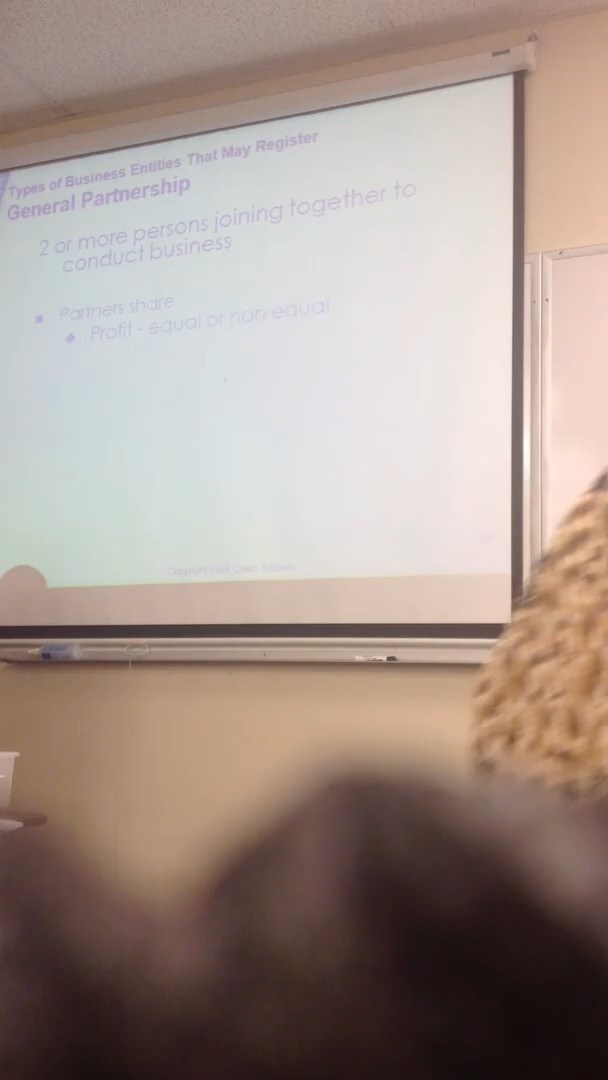 Types of Business Entities That May Register
General Partnership
2 or more persons joining together to
conduct business
Partners share
Profit - equal or non equal
Copyright